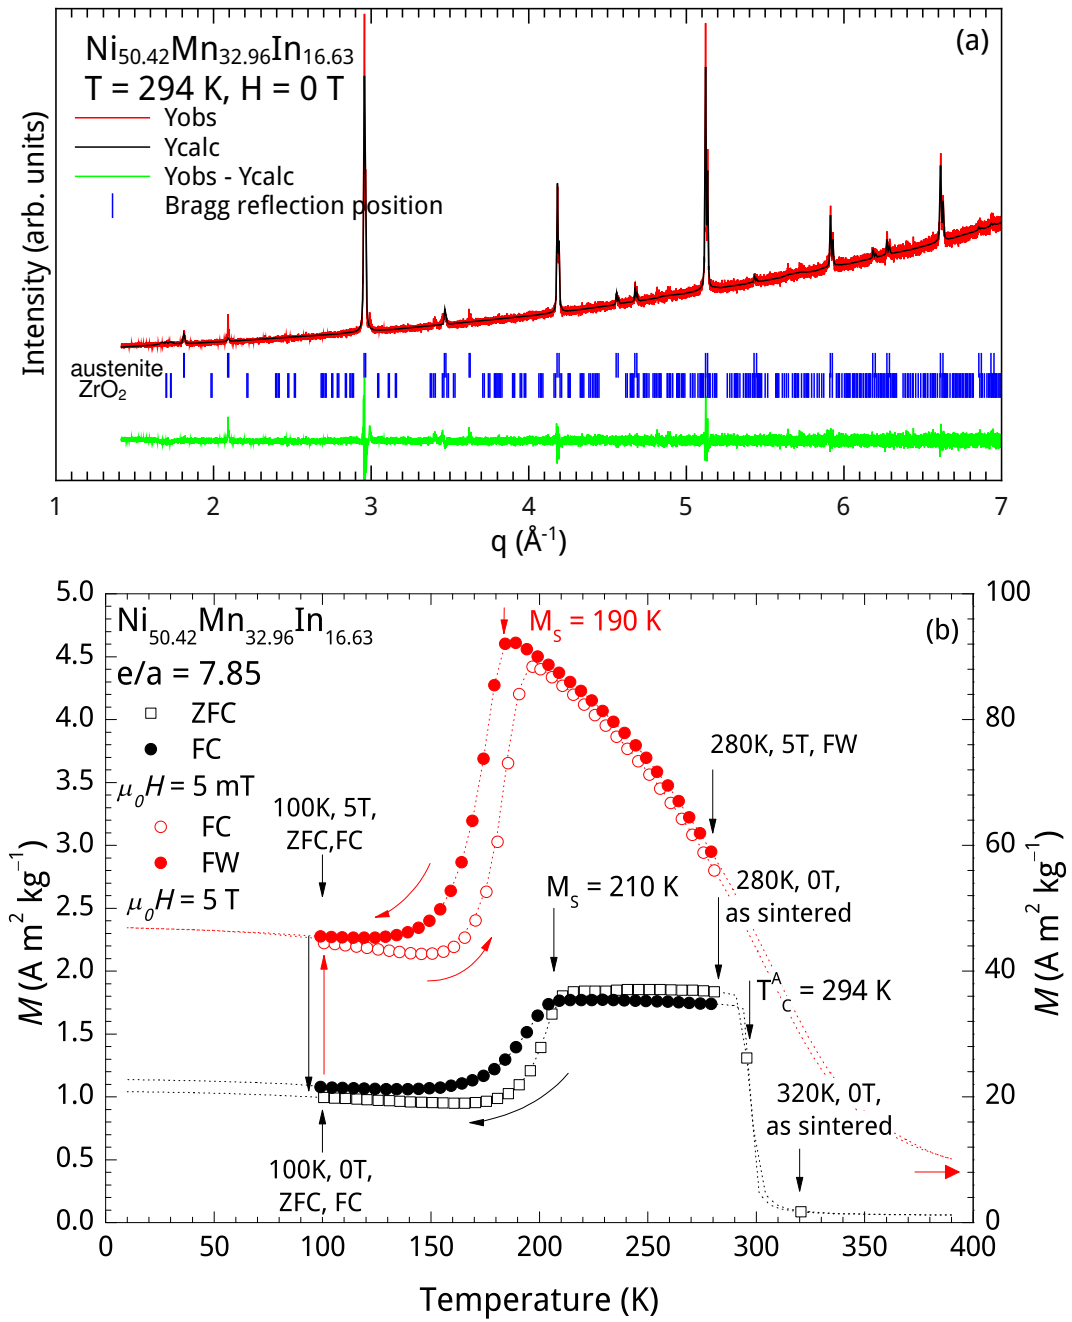 Ni50.42Mn32.96In16.63
(a)
T = 294 K, H = 0 T
Yobs
Ycalc
Yobs - Ycalc
Bragg reflection position
Intensity (arb. units)
austenite
ZrO2
1 2 3 4 5 6 7
q (Å-1)
5.0 100
Ni50.42Mn32.96In16.63
MS = 190 K
(b)
4.5
e/a = 7.85
ZFC
4.0 80
FC
280K, 5T, FW
3.5
μ0H = 5 mT
100K, 5T,
ZFC,FC
FC
3.0 60
FW
μ0H = 5 T
MS = 210 K
280K, 0T,
as sintered
2.5
2.0 40
TAC = 294 K
1.5
M (A m2 kg−1)
M (A m2 kg−1)
1.0 20
320K, 0T,
as sintered
0.5
100K, 0T,
ZFC, FC
0.0 0
0 50 100 150 200 250 300 350 400
Temperature (K)